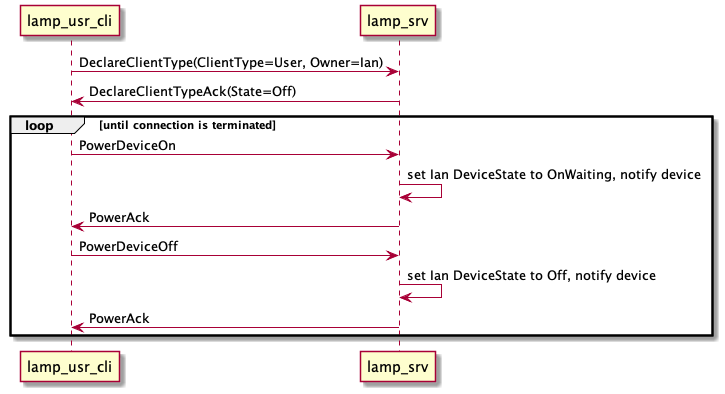 lamp_usr_cli lamp_srv
DeclareClientType(ClientType=User, Owner=Ian)
DeclareClientTypeAck(State=Off)
loop [until connection is terminated]
PowerDeviceOn
set Ian DeviceState to OnWaiting, notify device
PowerAck
PowerDeviceOff
set Ian DeviceState to Off, notify device
PowerAck
lamp_usr_cli lamp_srv